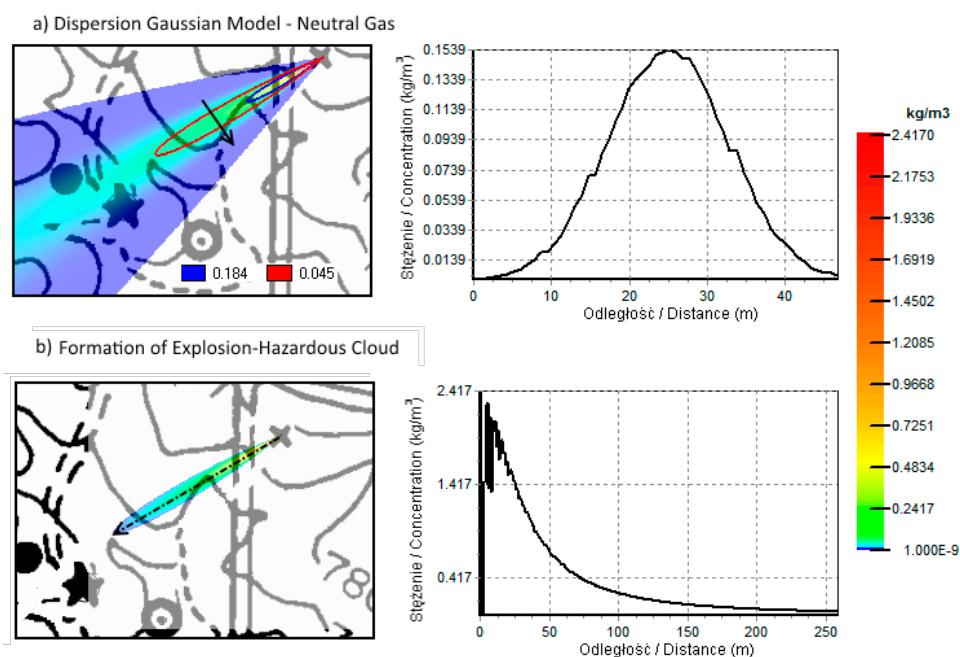 a) Dispersion Gaussian Model - Neutral Gas
0.184 0.045
Stężenie / Concentration (kg/m³)
0.1539
0.1339
0.1139
0.0939
0.0739
0.0539
0.0339
0.0139
0 10 20 30 40
Odległość / Distance (m)
kg/m3
2.4170
2.1753
1.9336
1.6919
1.4502
1.2085
0.9668
0.7251
0.4834
0.2417
1.000E-9
b) Formation of Explosion-Hazardous Cloud
78
Stężenie / Concentration (kg/m³)
2.417
1.417
0.417
0 50 100 150 200 250
Odległość / Distance (m)